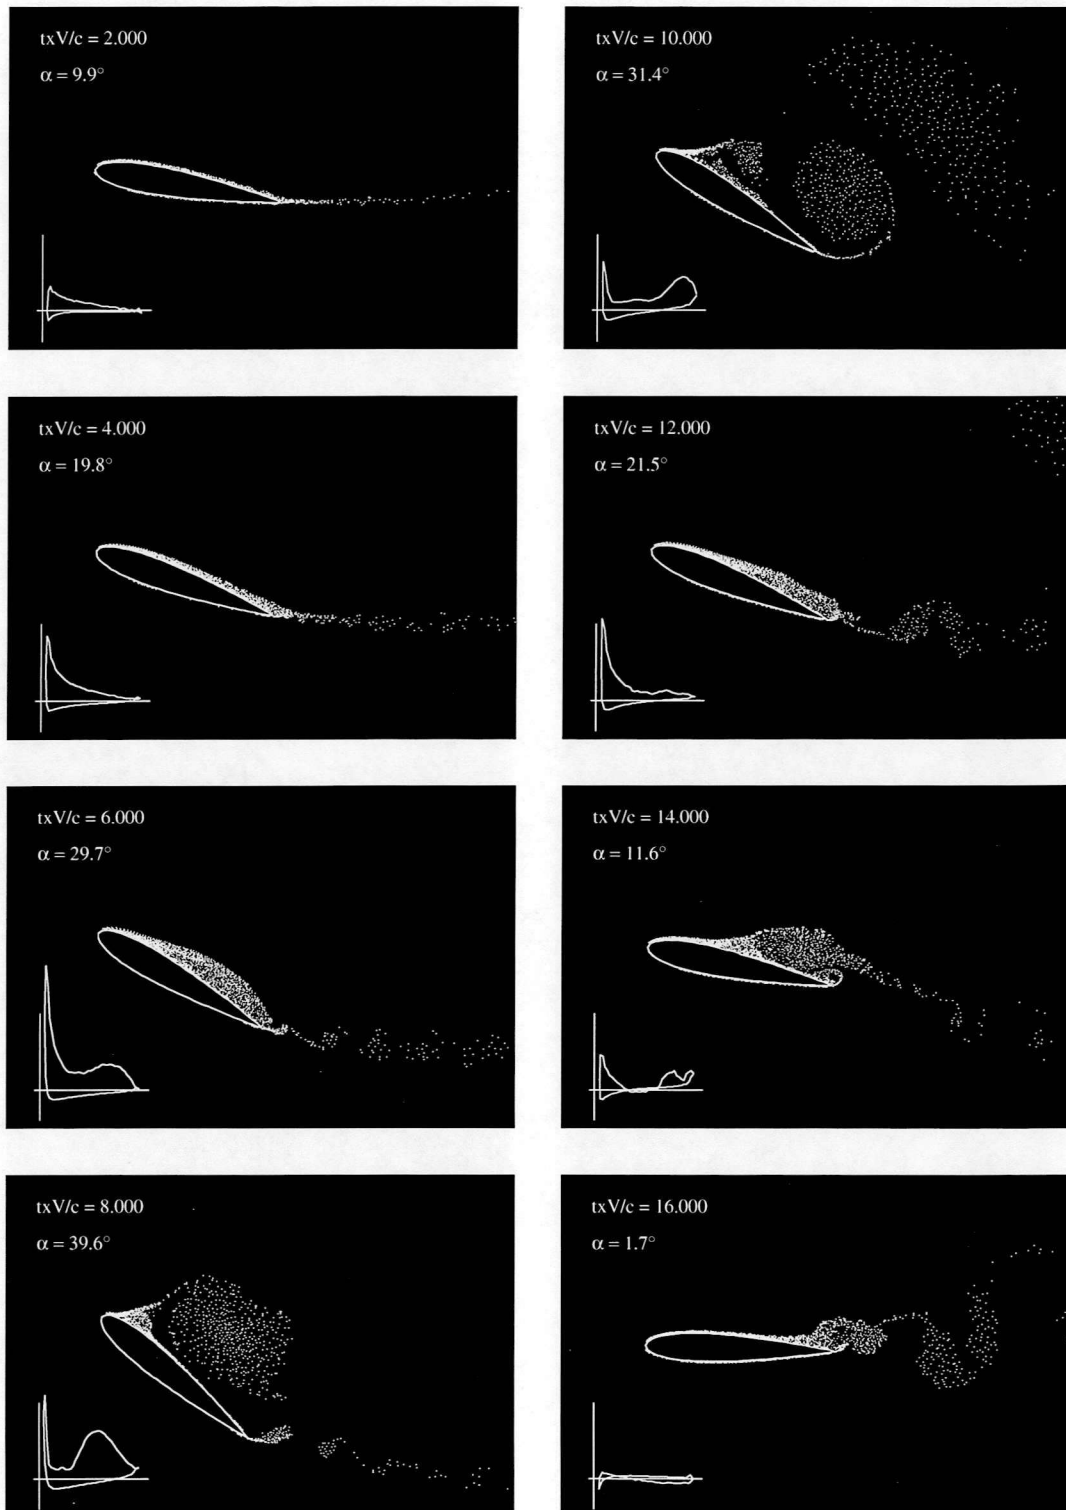 txV/c = 2.000
α = 9.9°
txV/c = 4.000
α = 19.8°
txV/c = 6.000
α = 29.7°
txV/c = 8.000
α = 39.6°
txV/c = 10.000
α = 31.4°
txV/c = 12.000
α = 21.5°
txV/c = 14.000
α = 11.6°
txV/c = 16.000
α = 1.7°